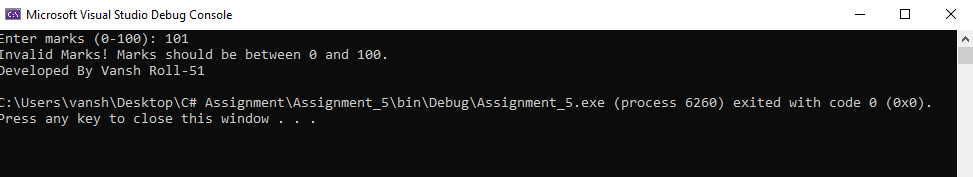 Microsoft Visual Studio Debug Console
Enter marks (0-100): 101
Invalid Marks! Marks should be between 0 and 100.
Developed By Vansh Roll-51
C:\Users\vansh\Desktop\C# Assignment\Assignment_5\bin\Debug\Assignment_5.exe (process 6260) exited with code 0 (0x0).
Press any key to close this window . . .